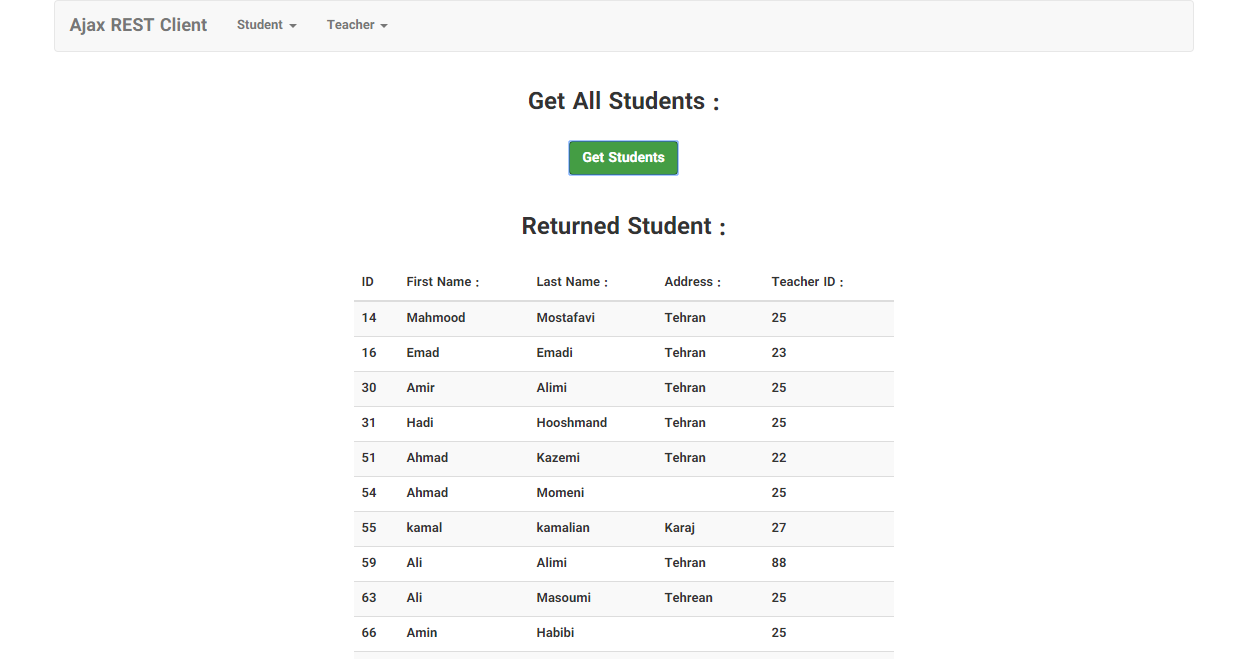 Ajax REST Client Student Teacher
Get All Students :
Get Students
Returned Student :
ID First Name : Last Name : Address : Teacher ID :
14 Mahmood Mostafavi Tehran 25
16 Emad Emadi Tehran 23
30 Amir Alimi Tehran 25
31 Hadi Hooshmand Tehran 25
51 Ahmad Kazemi Tehran 22
54 Ahmad Momeni 25
55 kamal kamalian Karaj 27
59 Ali Alimi Tehran 88
63 Ali Masoumi Tehrean 25
66 Amin Habibi 25